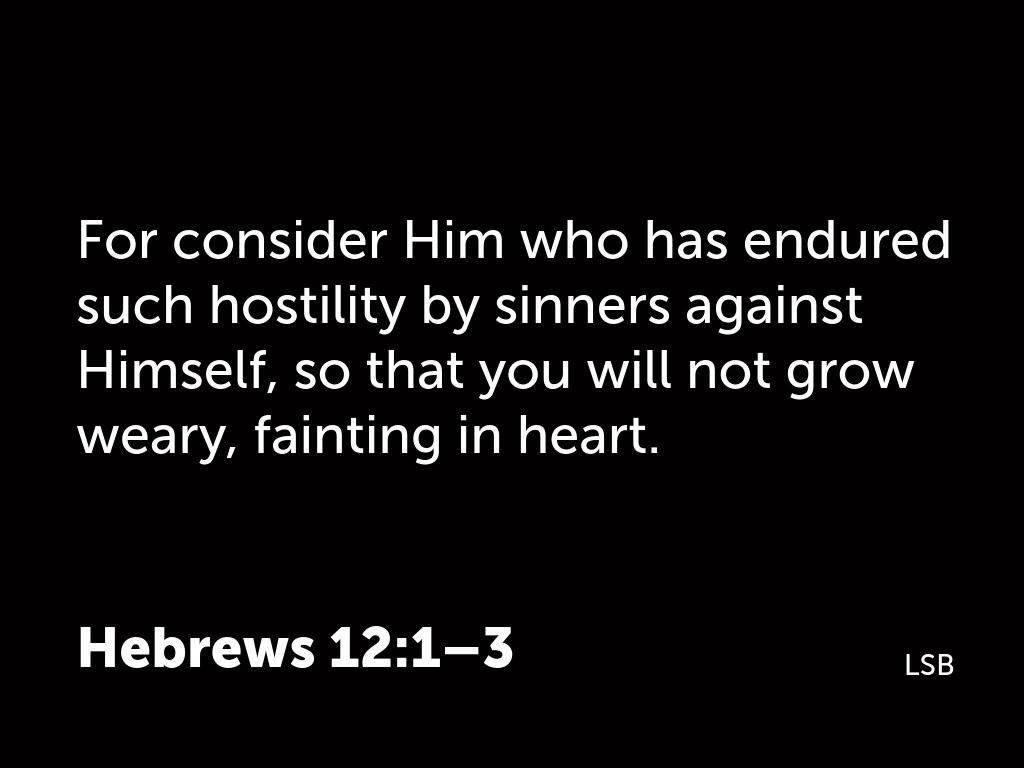 For consider Him who has endured
such hostility by sinners against
Himself, so that you will not grow
weary, fainting in heart.
Hebrews 12:1–3
LSB